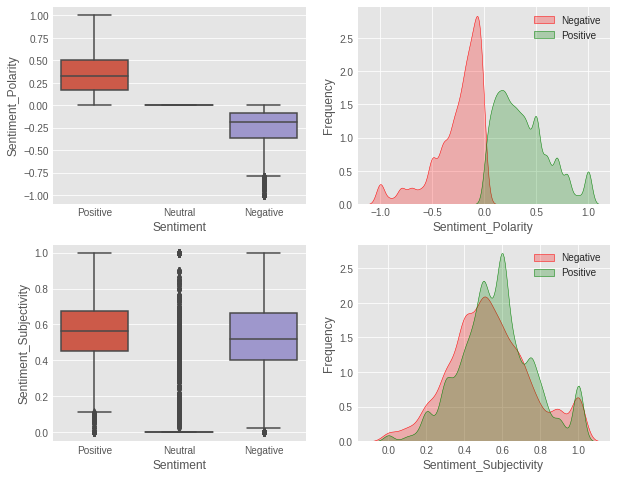 1.00
0.75
0.50
0.25
0.00
−0.25
−0.50
−0.75
−1.00
Sentiment_Polarity
Positive Neutral Negative
Sentiment
Negative
Positive
2.5
2.0
1.5
1.0
0.5
0.0
Frequency
−1.0 −0.5 0.0 0.5 1.0
Sentiment_Polarity
1.0
0.8
0.6
0.4
0.2
0.0
Sentiment_Subjectivity
Positive Neutral Negative
Sentiment
Negative
Positive
2.5
2.0
1.5
1.0
0.5
0.0
Frequency
0.0 0.2 0.4 0.6 0.8 1.0
Sentiment_Subjectivity